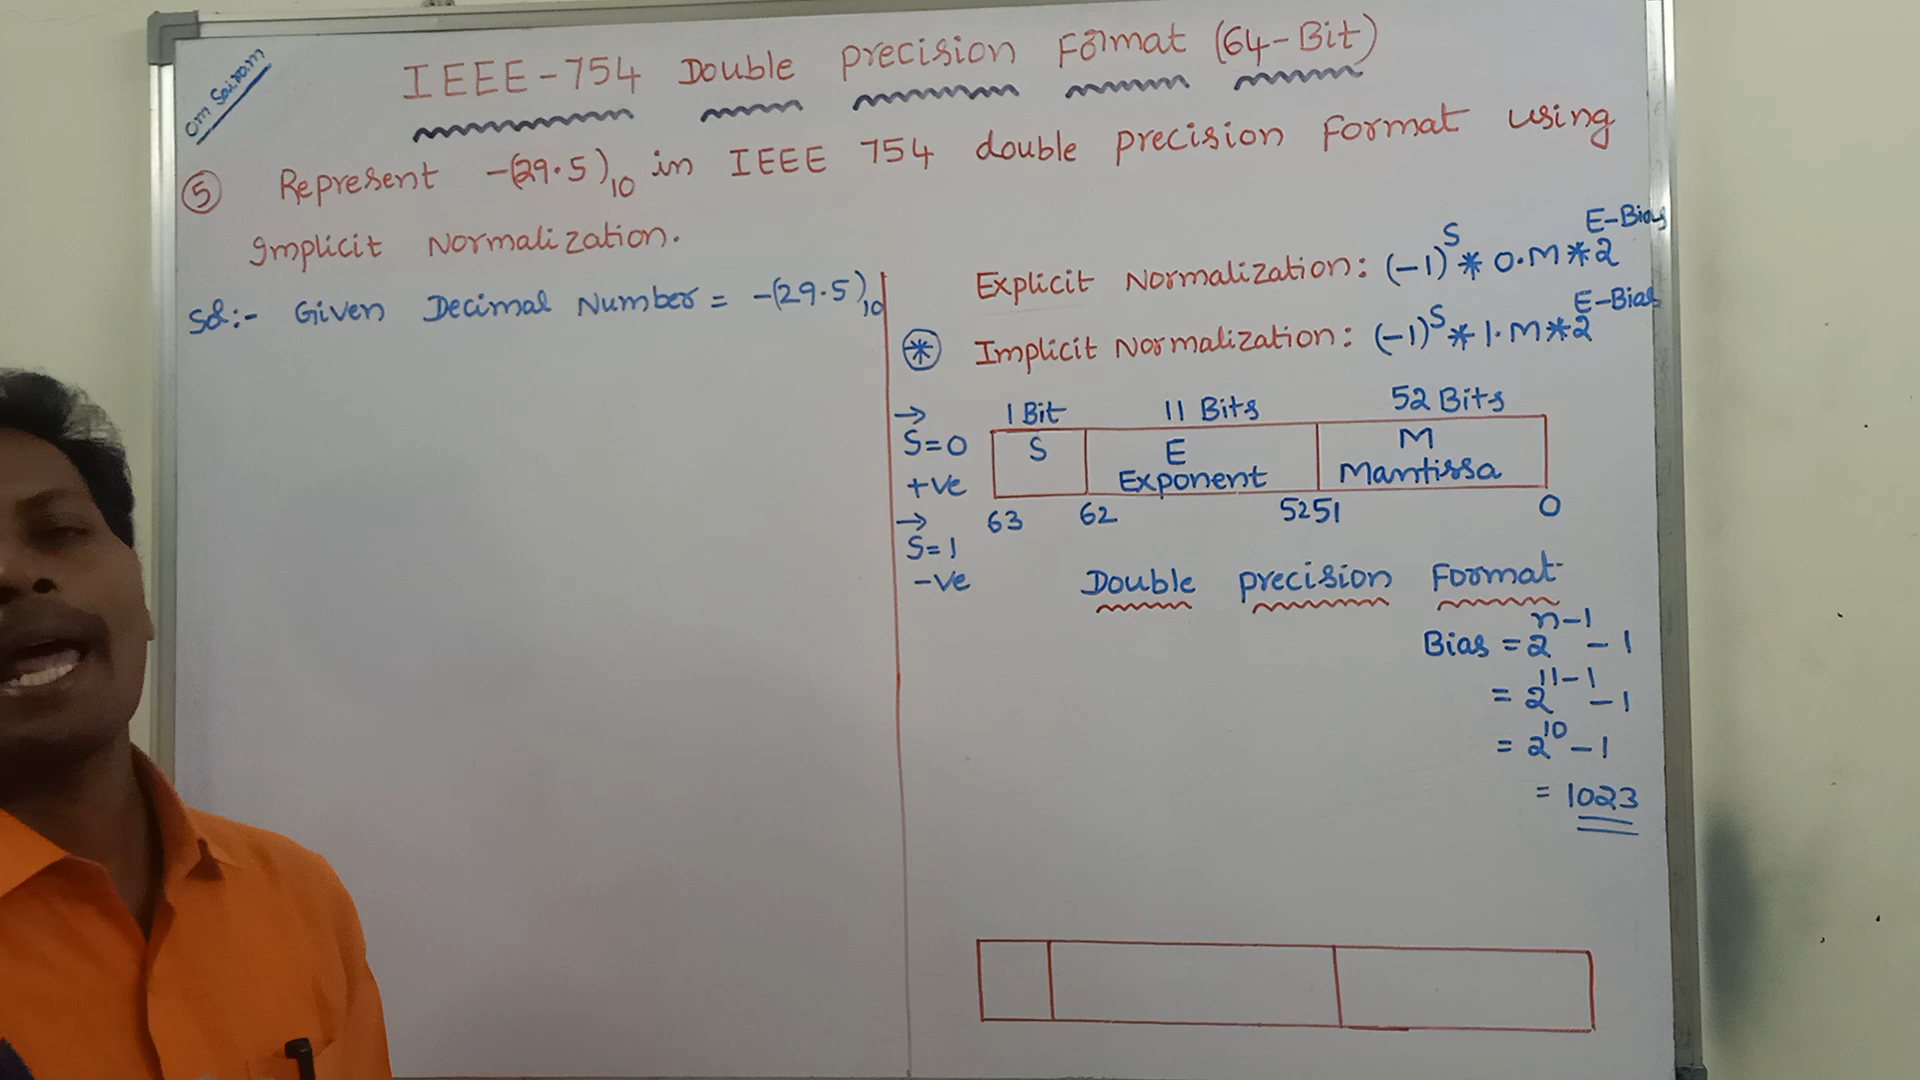 Om Sairam
IEEE-754 Double precision Format (64-Bit)
⑤ Represent -(29.5)₁₀ in IEEE 754 double precision Format using
Implicit Normalization.
Sol:- Given Decimal Number = -(29.5)₁₀
Explicit Normalization: (-1)^S * 0.M * 2^E-Bias
* Implicit Normalization: (-1)^S * 1.M * 2^E-Bias
1 Bit 11 Bits 52 Bits
→ S=0 +ve
→ S=1 -ve
S E Exponent M Mantissa
63 62 52 51 0
Double precision Format
Bias = 2^n-1 - 1
= 2^11-1 - 1
= 2^10 - 1
= 1023